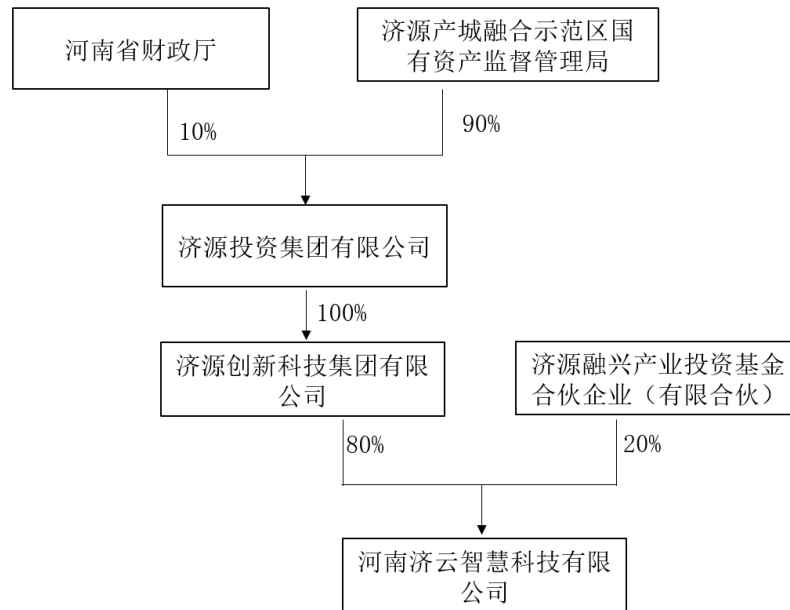 河南省财政厅
济源产城融合示范区国
有资产监督管理局
10%
90%
济源投资集团有限公司
100%
济源创新科技集团有限
公司
济源融兴产业投资基金
合伙企业（有限合伙）
80%
20%
河南济云智慧科技有限
公司